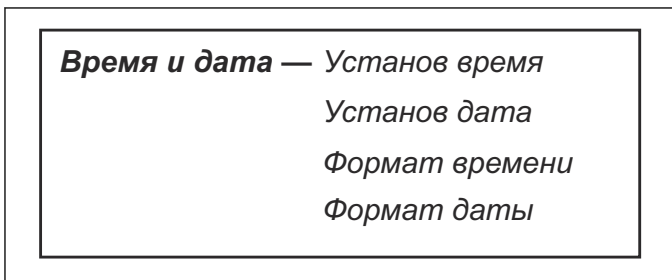 Время и дата — Установ время
Установ дата
Формат времени
Формат даты